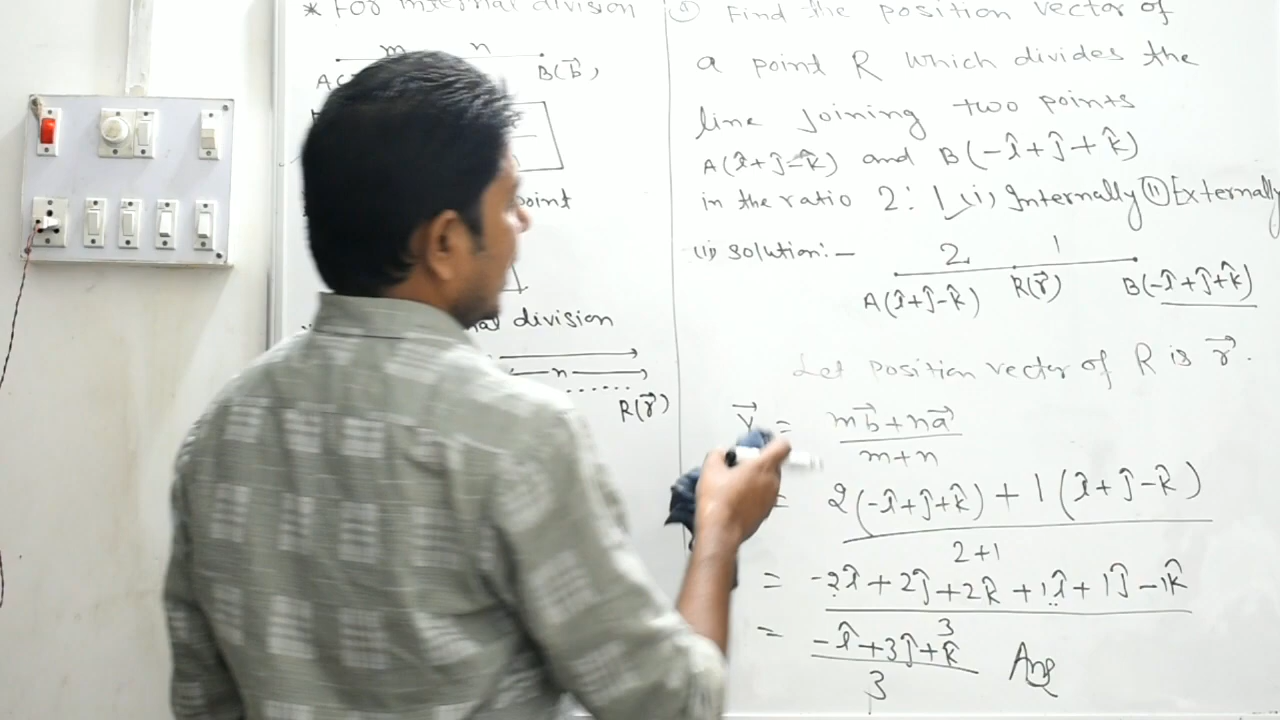 * For internal division
m n
B(b⃗)
point
division
n
R(r⃗)
Find the position vector of
a point R which divides the
line joining two points
A(î+ĵ-k̂) and B(-î+ĵ+k̂)
in the ratio 2:1 (i) Internally (ii) Externally
(i) solution:-
2 1
A(î+ĵ-k̂) R(r⃗) B(-î+ĵ+k̂)
Let position vector of R is r⃗.
r⃗ = mb⃗+na⃗
m+n
= 2(-î+ĵ+k̂)+1(î+ĵ-k̂)
2+1
= -2î+2ĵ+2k̂+1î+1ĵ-1k̂
3
= -î+3ĵ+k̂ Ans
3